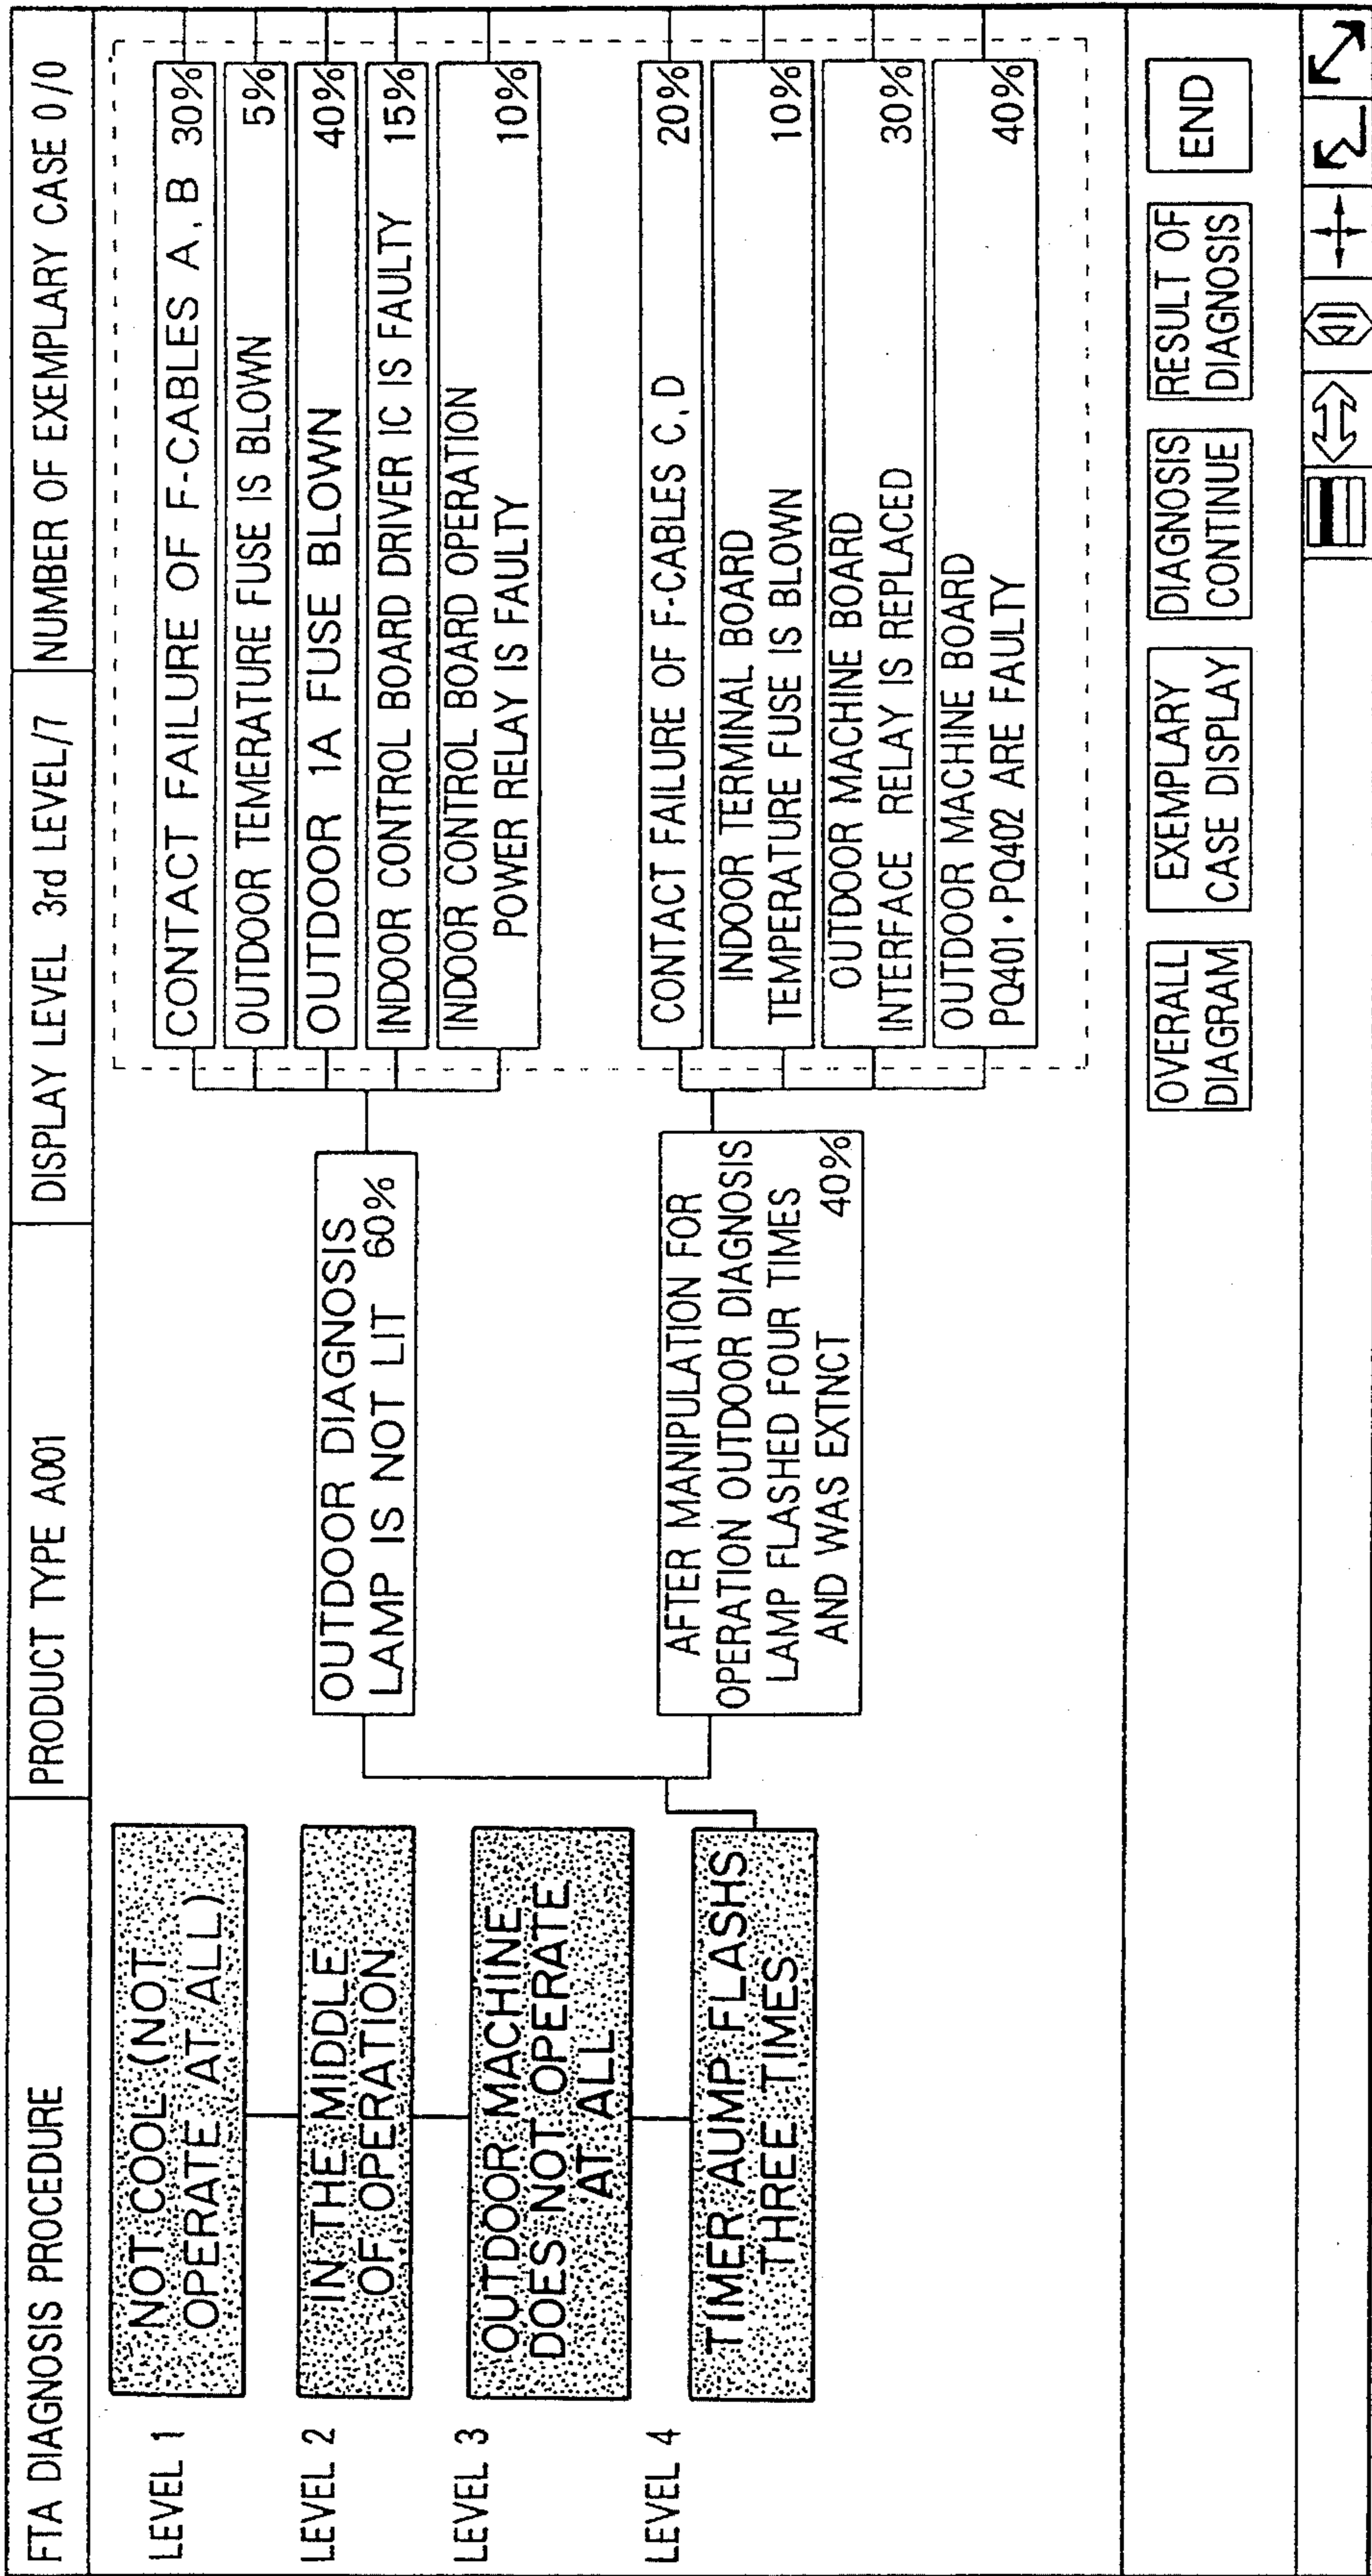 FTA DIAGNOSIS PROCEDURE
PRODUCT TYPE A001
DISPLAY LEVEL 3rd LEVEL/7
NUMBER OF EXEMPLARY CASE 0/0
LEVEL 1
NOT COOL (NOT
OPERATE AT ALL)
LEVEL 2
IN THE MIDDLE
OF OPERATION
LEVEL 3
OUTDOOR MACHINE
DOES NOT OPERATE
AT ALL
LEVEL 4
TIMER AUMP FLASHS
THREE TIMES
OUTDOOR DIAGNOSIS
LAMP IS NOT LIT 60%
AFTER MANIPULATION FOR
OPERATION OUTDOOR DIAGNOSIS
LAMP FLASHED FOUR TIMES
AND WAS EXTNCT 40%
CONTACT FAILURE OF F-CABLES A, B 30%
OUTDOOR TEMERATURE FUSE IS BLOWN 5%
OUTDOOR 1A FUSE BLOWN 40%
INDOOR CONTROL BOARD DRIVER IC IS FAULTY 15%
INDOOR CONTROL BOARD OPERATION
POWER RELAY IS FAULTY 10%
CONTACT FAILURE OF F-CABLES C, D 20%
INDOOR TERMINAL BOARD
TEMPERATURE FUSE IS BLOWN 10%
OUTDOOR MACHINE BOARD
INTERFACE RELAY IS REPLACED 30%
OUTDOOR MACHINE BOARD
PQ401・PQ402 ARE FAULTY 40%
OVERALL
DIAGRAM
EXEMPLARY
CASE DISPLAY
DIAGNOSIS
CONTINUE
RESULT OF
DIAGNOSIS
END